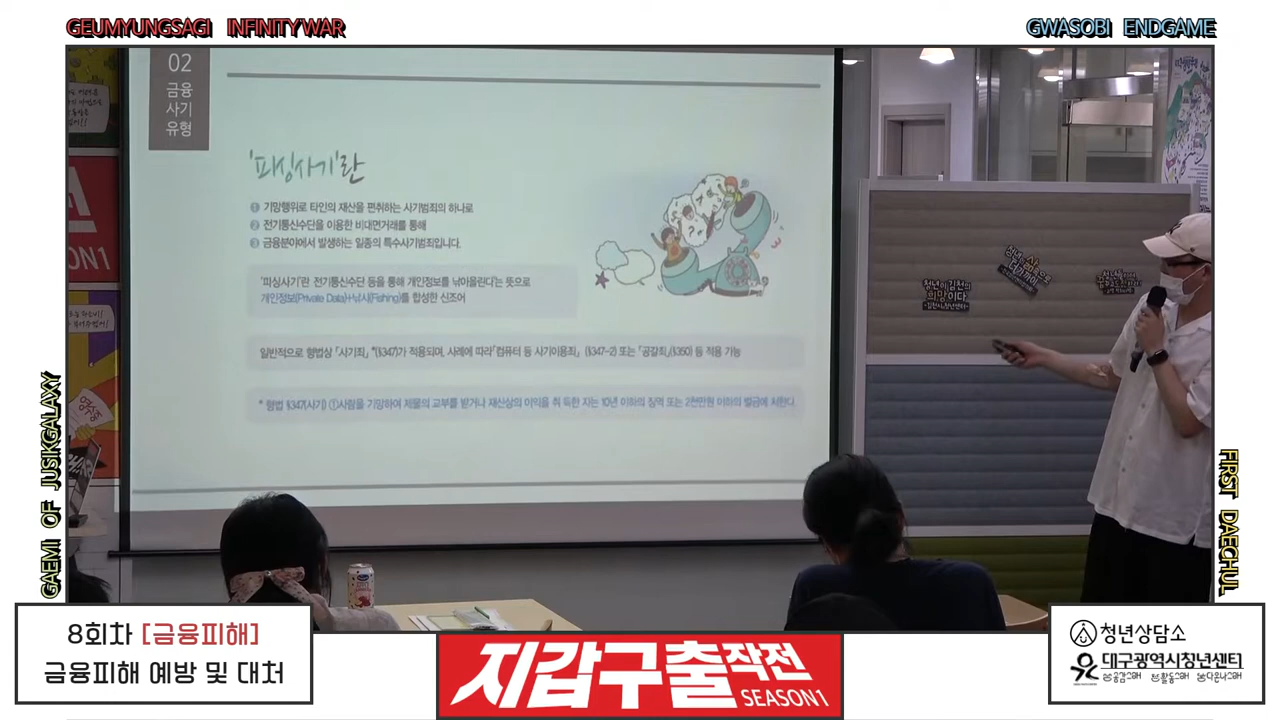 GEUMYUNGSAGI INFINITY WAR
GWASOBI ENDGAME
02
금융
사기
유형
'피싱사기'란
① 기망행위로 타인의 재산을 편취하는 사기범죄의 하나로
② 전기통신수단을 이용한 비대면거래를 통해
③ 금융분야에서 발생하는 일종의 특수사기범죄입니다.
'피싱사기'란 전기통신수단 등을 통해 개인정보를 낚아올린다'는 뜻으로
개인정보(Private Data)+낚시(Fishing)를 합성한 신조어
일반적으로 형법상 「사기죄」*(§347)가 적용되며, 사례에 따라「컴퓨터 등 사기이용죄」 (§347-2) 또는 「공갈죄」(§350) 등 적용 가능
* 형법 §347(사기) ①사람을 기망하여 재물의 교부를 받거나 재산상의 이익을 취득한 자는 10년 이하의 징역 또는 2천만원 이하의 벌금에 처한다
청년이 김천의
희망이다
SON1
GAEMI OF JUSIKGALAXY
FIRST DAECHUL
8회차 [금융피해]
금융피해 예방 및 대처
지갑구출작전
SEASON1
청년상담소
대구광역시청년센터